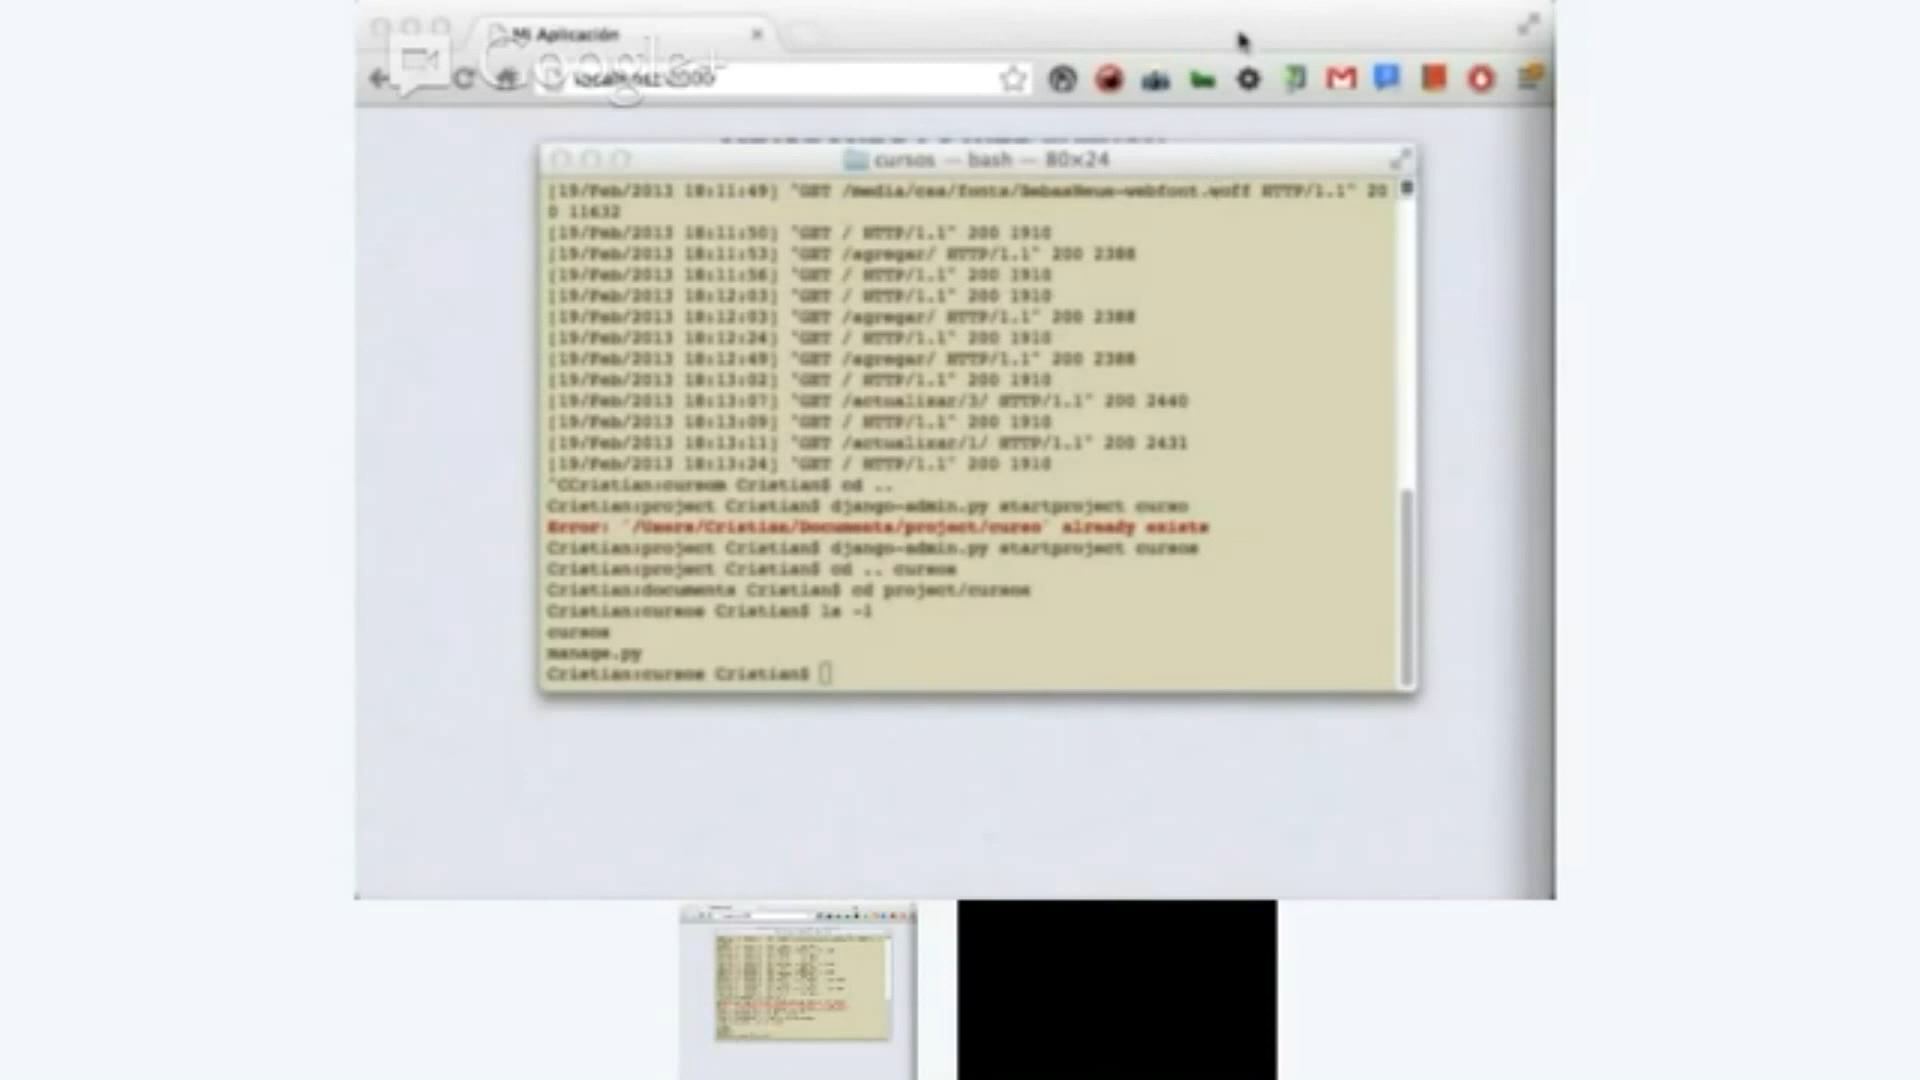 Mi Aplicación
Google+
localhost:8000
cursos — bash — 80×24
[19/Feb/2013 18:11:49] "GET /media/css/fonts/BebasNeue-webfont.woff HTTP/1.1" 20
0 11632
[19/Feb/2013 18:11:50] "GET / HTTP/1.1" 200 1910
[19/Feb/2013 18:11:53] "GET /agregar/ HTTP/1.1" 200 2388
[19/Feb/2013 18:11:56] "GET / HTTP/1.1" 200 1910
[19/Feb/2013 18:12:03] "GET / HTTP/1.1" 200 1910
[19/Feb/2013 18:12:03] "GET /agregar/ HTTP/1.1" 200 2388
[19/Feb/2013 18:12:24] "GET / HTTP/1.1" 200 1910
[19/Feb/2013 18:12:49] "GET /agregar/ HTTP/1.1" 200 2388
[19/Feb/2013 18:13:02] "GET / HTTP/1.1" 200 1910
[19/Feb/2013 18:13:07] "GET /actualizar/3/ HTTP/1.1" 200 2440
[19/Feb/2013 18:13:09] "GET / HTTP/1.1" 200 1910
[19/Feb/2013 18:13:11] "GET /actualizar/1/ HTTP/1.1" 200 2431
[19/Feb/2013 18:13:24] "GET / HTTP/1.1" 200 1910
^CCristian:cursos Cristian$ cd ..
Cristian:project Cristian$ django-admin.py startproject curso
Error: '/Users/Cristian/Documents/project/curso' already exists
Cristian:project Cristian$ django-admin.py startproject cursos
Cristian:project Cristian$ cd .. cursos
Cristian:documents Cristian$ cd project/cursos
Cristian:cursos Cristian$ ls -1
cursos
manage.py
Cristian:cursos Cristian$